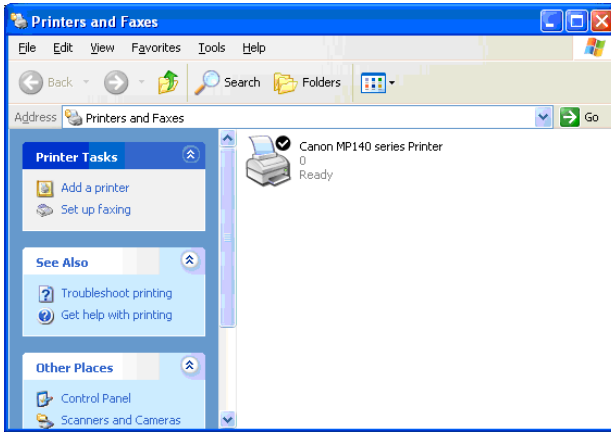 Printers and Faxes
File Edit View Favorites Tools Help
Back Search Folders
Address Printers and Faxes Go
Printer Tasks
Add a printer
Set up faxing
See Also
Troubleshoot printing
Get help with printing
Other Places
Control Panel
Scanners and Cameras
Canon MP140 series Printer
0
Ready